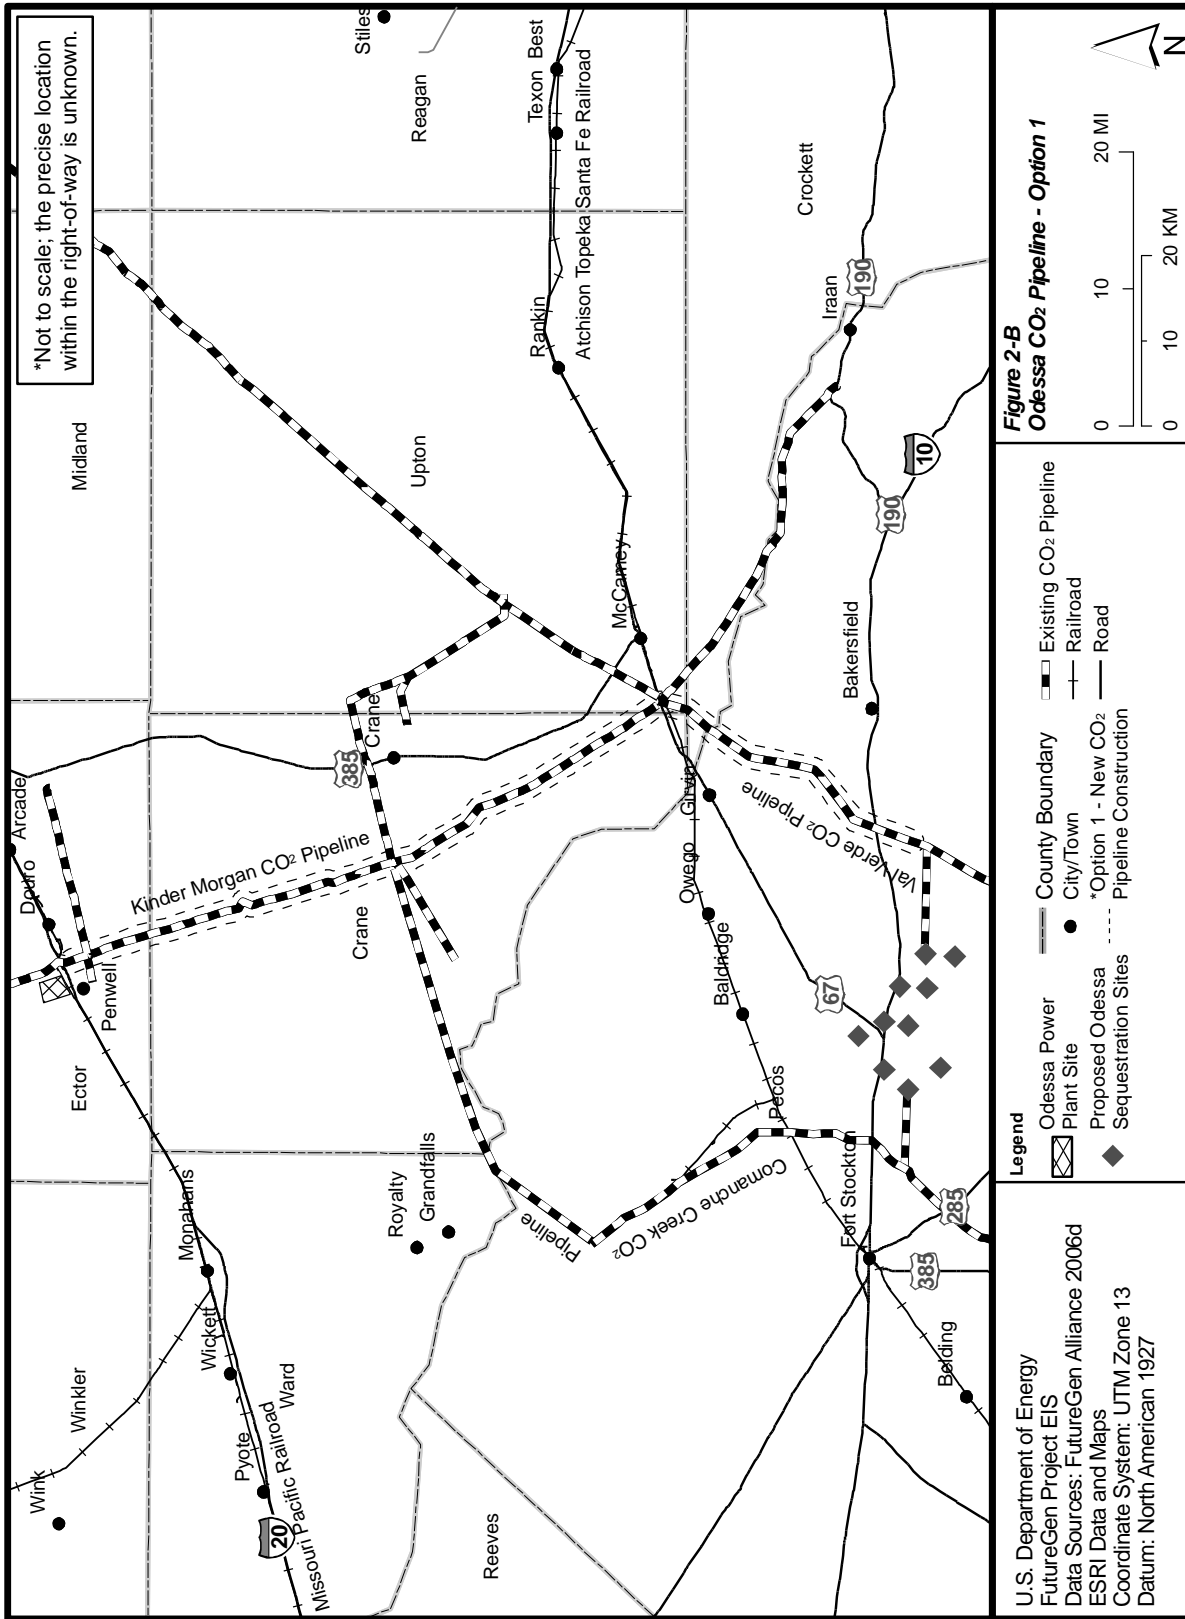 *Not to scale; the precise location
within the right-of-way is unknown.
Wink
Winkler
Pyote
Wickett
Monahans
Ward
Missouri Pacific Railroad
20
Ector
Penwell
Douro
Arcade
Midland
Stiles
Reagan
Kinder Morgan CO2 Pipeline
385
Crane
Crane
Upton
Royalty
Grandfalls
Reeves
Pipeline
Comanche Creek CO2
Pecos
Baldridge
Owego
Girvin
McCamey
Rankin
Texon
Best
Atchison Topeka Santa Fe Railroad
Crockett
Iraan
190
10
190
Bakersfield
Val Verde CO2 Pipeline
67
Fort Stockton
285
385
Belding
U.S. Department of Energy
FutureGen Project EIS
Data Sources: FutureGen Alliance 2006d
ESRI Data and Maps
Coordinate System: UTM Zone 13
Datum: North American 1927
Legend
Odessa Power
Plant Site
Proposed Odessa
Sequestration Sites
County Boundary
City/Town
*Option 1 - New CO2
Pipeline Construction
Existing CO2 Pipeline
Railroad
Road
Figure 2-B
Odessa CO2 Pipeline - Option 1
0 10 20 MI
0 10 20 KM
N